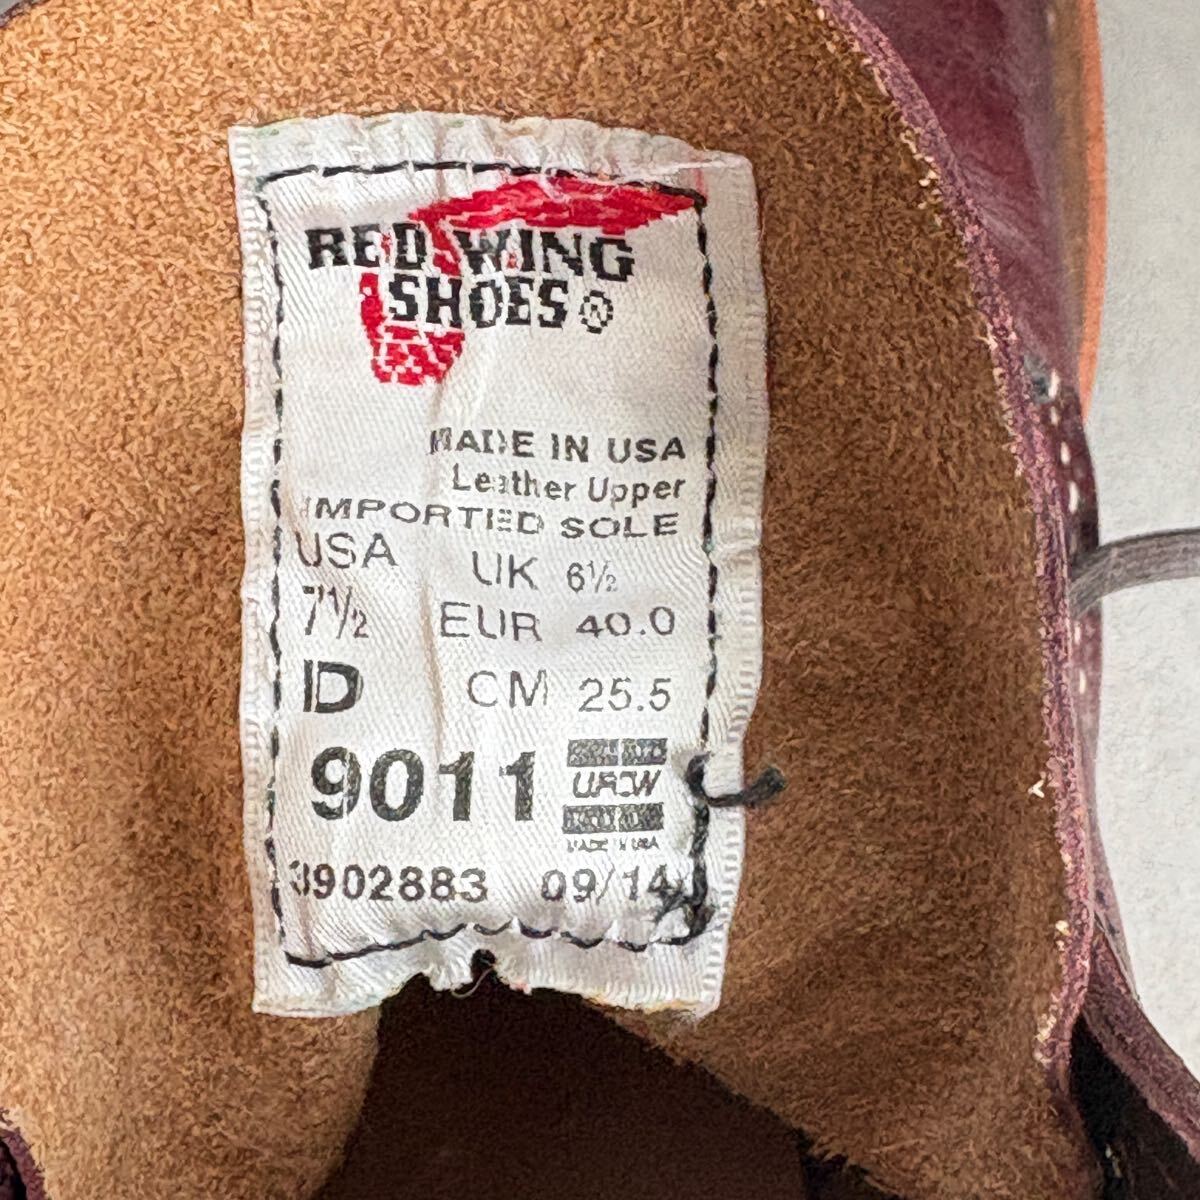 RED WING
SHOES ®
MADE IN USA
Leather Upper
IMPORTED SOLE
USA UK 6½
7½ EUR 40.0
D CM 25.5
9011 UFCW
MADE IN USA
3902883 09/14